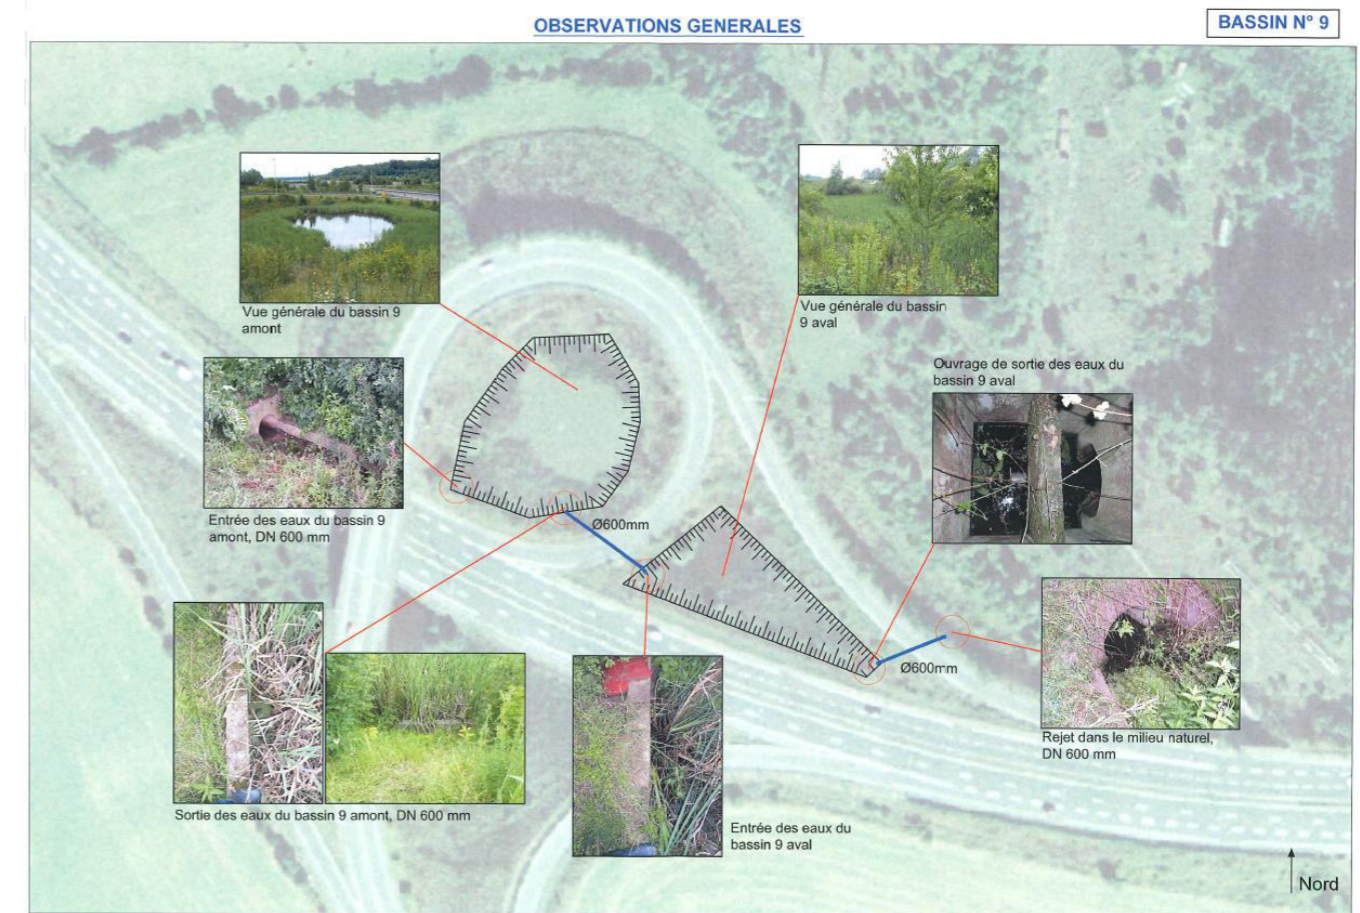 OBSERVATIONS GENERALES
BASSIN N° 9
Vue générale du bassin 9
amont
Vue générale du bassin
9 aval
Ouvrage de sortie des eaux du
bassin 9 aval
Entrée des eaux du bassin 9
amont, DN 600 mm
Ø600mm
Ø600mm
Rejet dans le milieu naturel,
DN 600 mm
Sortie des eaux du bassin 9 amont, DN 600 mm
Entrée des eaux du
bassin 9 aval
Nord